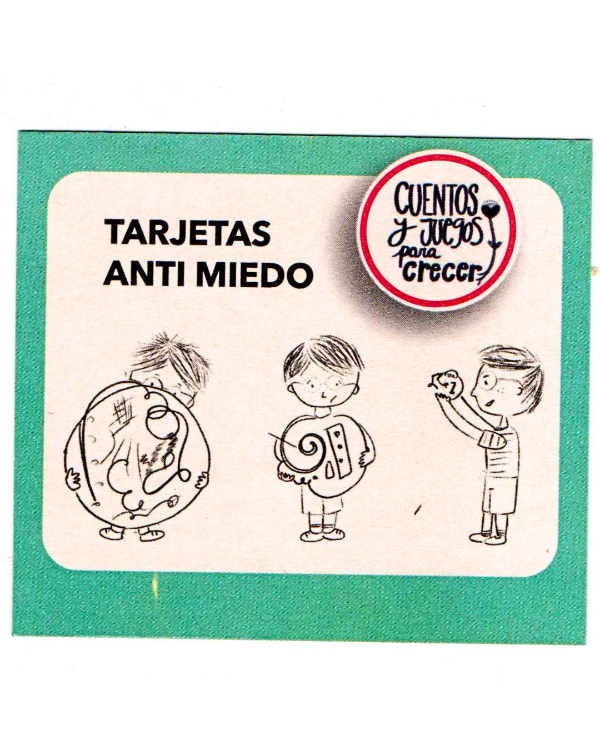 TARJETAS
ANTI MIEDO
CUENTOS
y JUEGOS
para
crecer